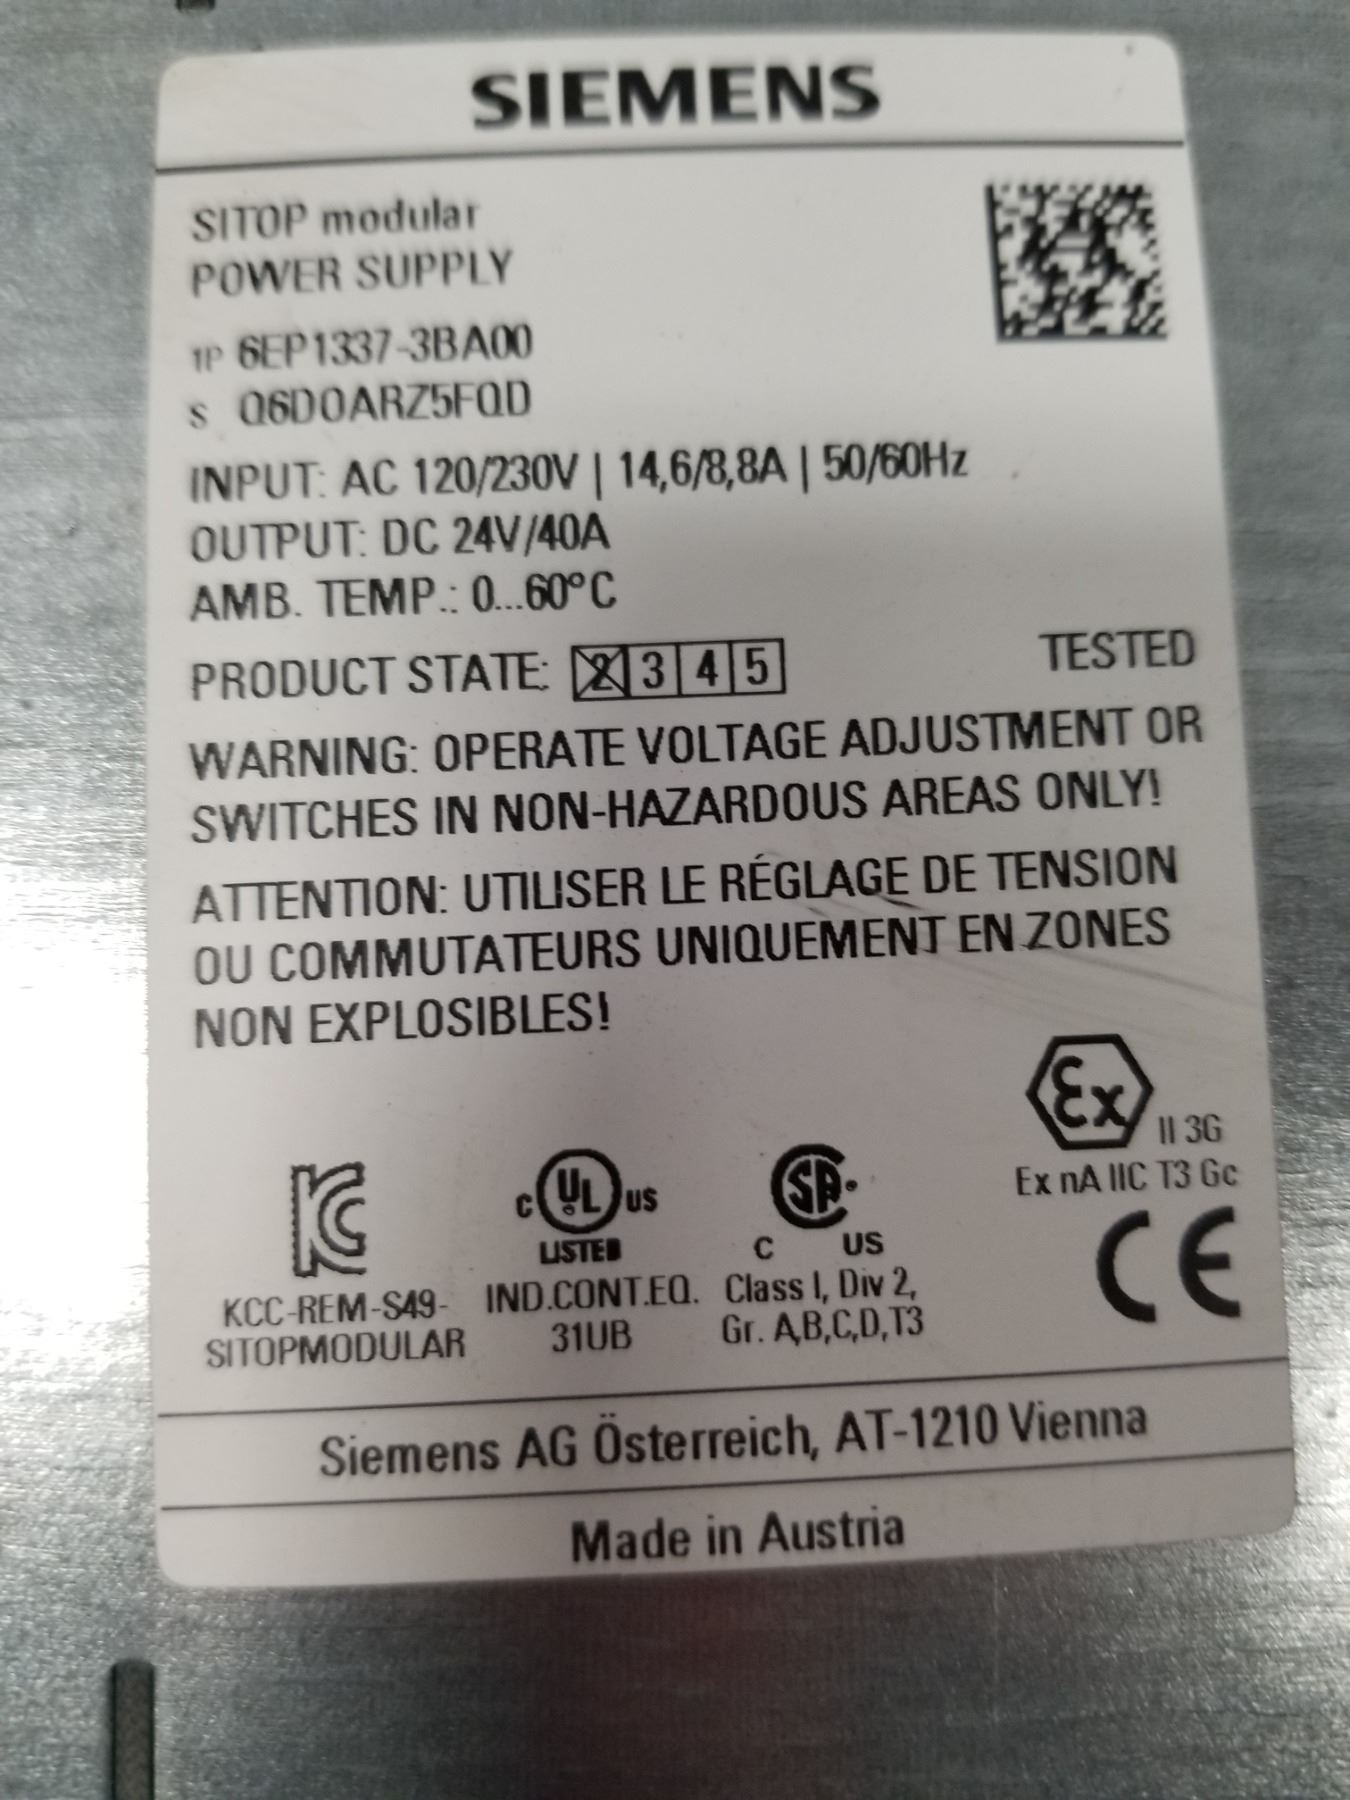 SIEMENS
SITOP modular
POWER SUPPLY
1P 6EP1337-3BA00
S Q6D0ARZ5FQD
INPUT: AC 120/230V | 14,6/8,8A | 50/60Hz
OUTPUT: DC 24V/40A
AMB. TEMP.: 0...60°C
PRODUCT STATE: 2 3 4 5 TESTED
WARNING: OPERATE VOLTAGE ADJUSTMENT OR
SWITCHES IN NON-HAZARDOUS AREAS ONLY!
ATTENTION: UTILISER LE RÉGLAGE DE TENSION
OU COMMUTATEURS UNIQUEMENT EN ZONES
NON EXPLOSIBLES!
Ex II 3G
Ex nA IIC T3 Gc
KC
KCC-REM-S49-
SITOPMODULAR
C UL US
LISTED
IND.CONT.EQ.
31UB
SA
C US
Class I, Div 2,
Gr. A,B,C,D,T3
CE
Siemens AG Österreich, AT-1210 Vienna
Made in Austria